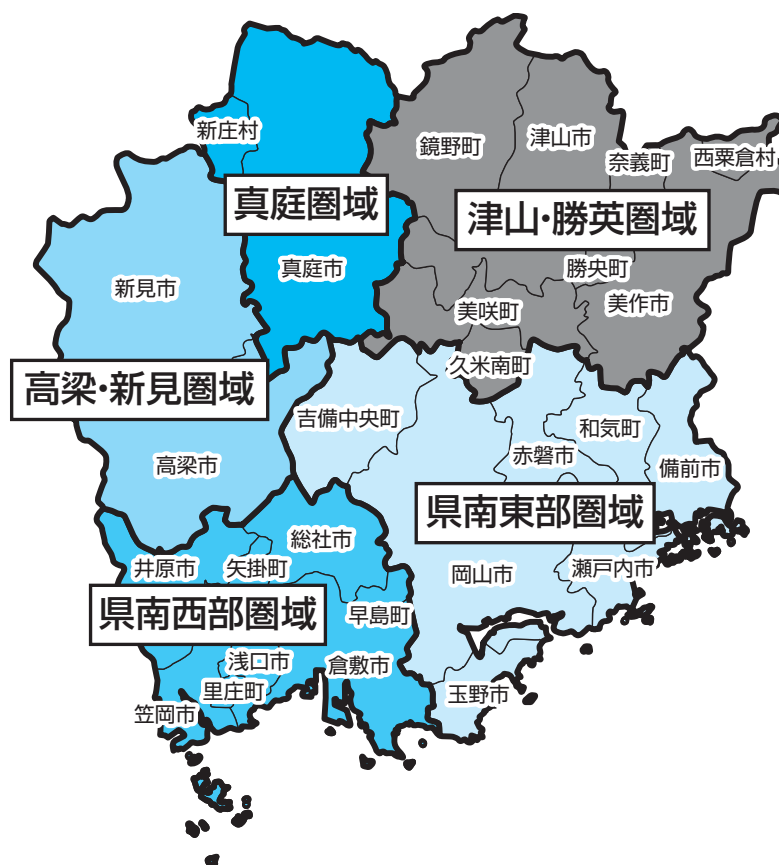 新庄村
鏡野町
津山市
奈義町
西粟倉村
真庭圏域
津山・勝英圏域
真庭市
勝央町
新見市
美咲町
美作市
久米南町
高梁・新見圏域
吉備中央町
和気町
赤磐市
高梁市
備前市
県南東部圏域
総社市
井原市
矢掛町
岡山市
瀬戸内市
県南西部圏域
早島町
浅口市
倉敷市
里庄町
玉野市
笠岡市